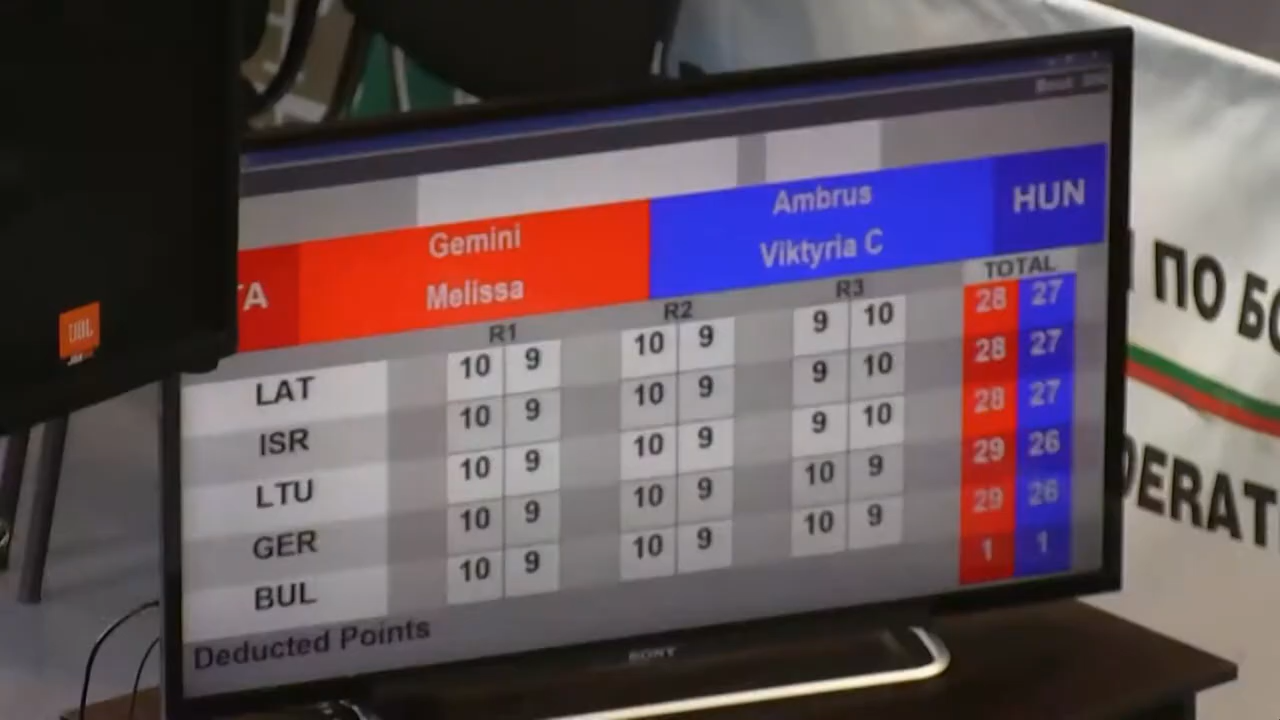 TA Gemini Melissa
Ambrus Viktyria C HUN
R1 R2 R3 TOTAL
LAT 10 9 10 9 9 10 28 27
ISR 10 9 10 9 9 10 28 27
LTU 10 9 10 9 9 10 28 27
GER 10 9 10 9 10 9 29 26
BUL 10 9 10 9 10 9 29 26
Deducted Points 1 1
SONY
JBL
ПО БО
DERAT